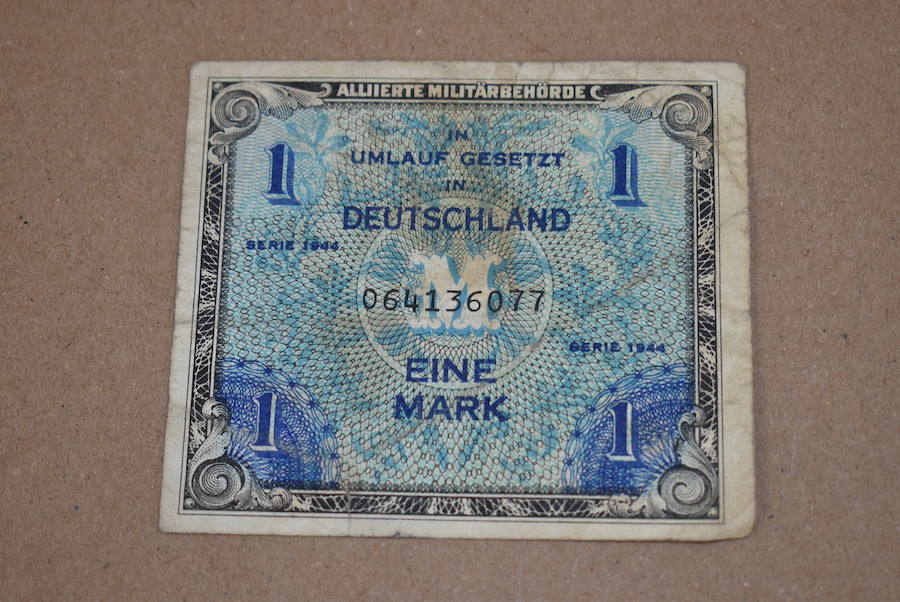 ALLIIERTE MILITÄRBEHÖRDE
IN
1 UMLAUF GESETZT 1
IN
DEUTSCHLAND
SERIE 1944
M
064136077
SERIE 1944
EINE
1 MARK 1